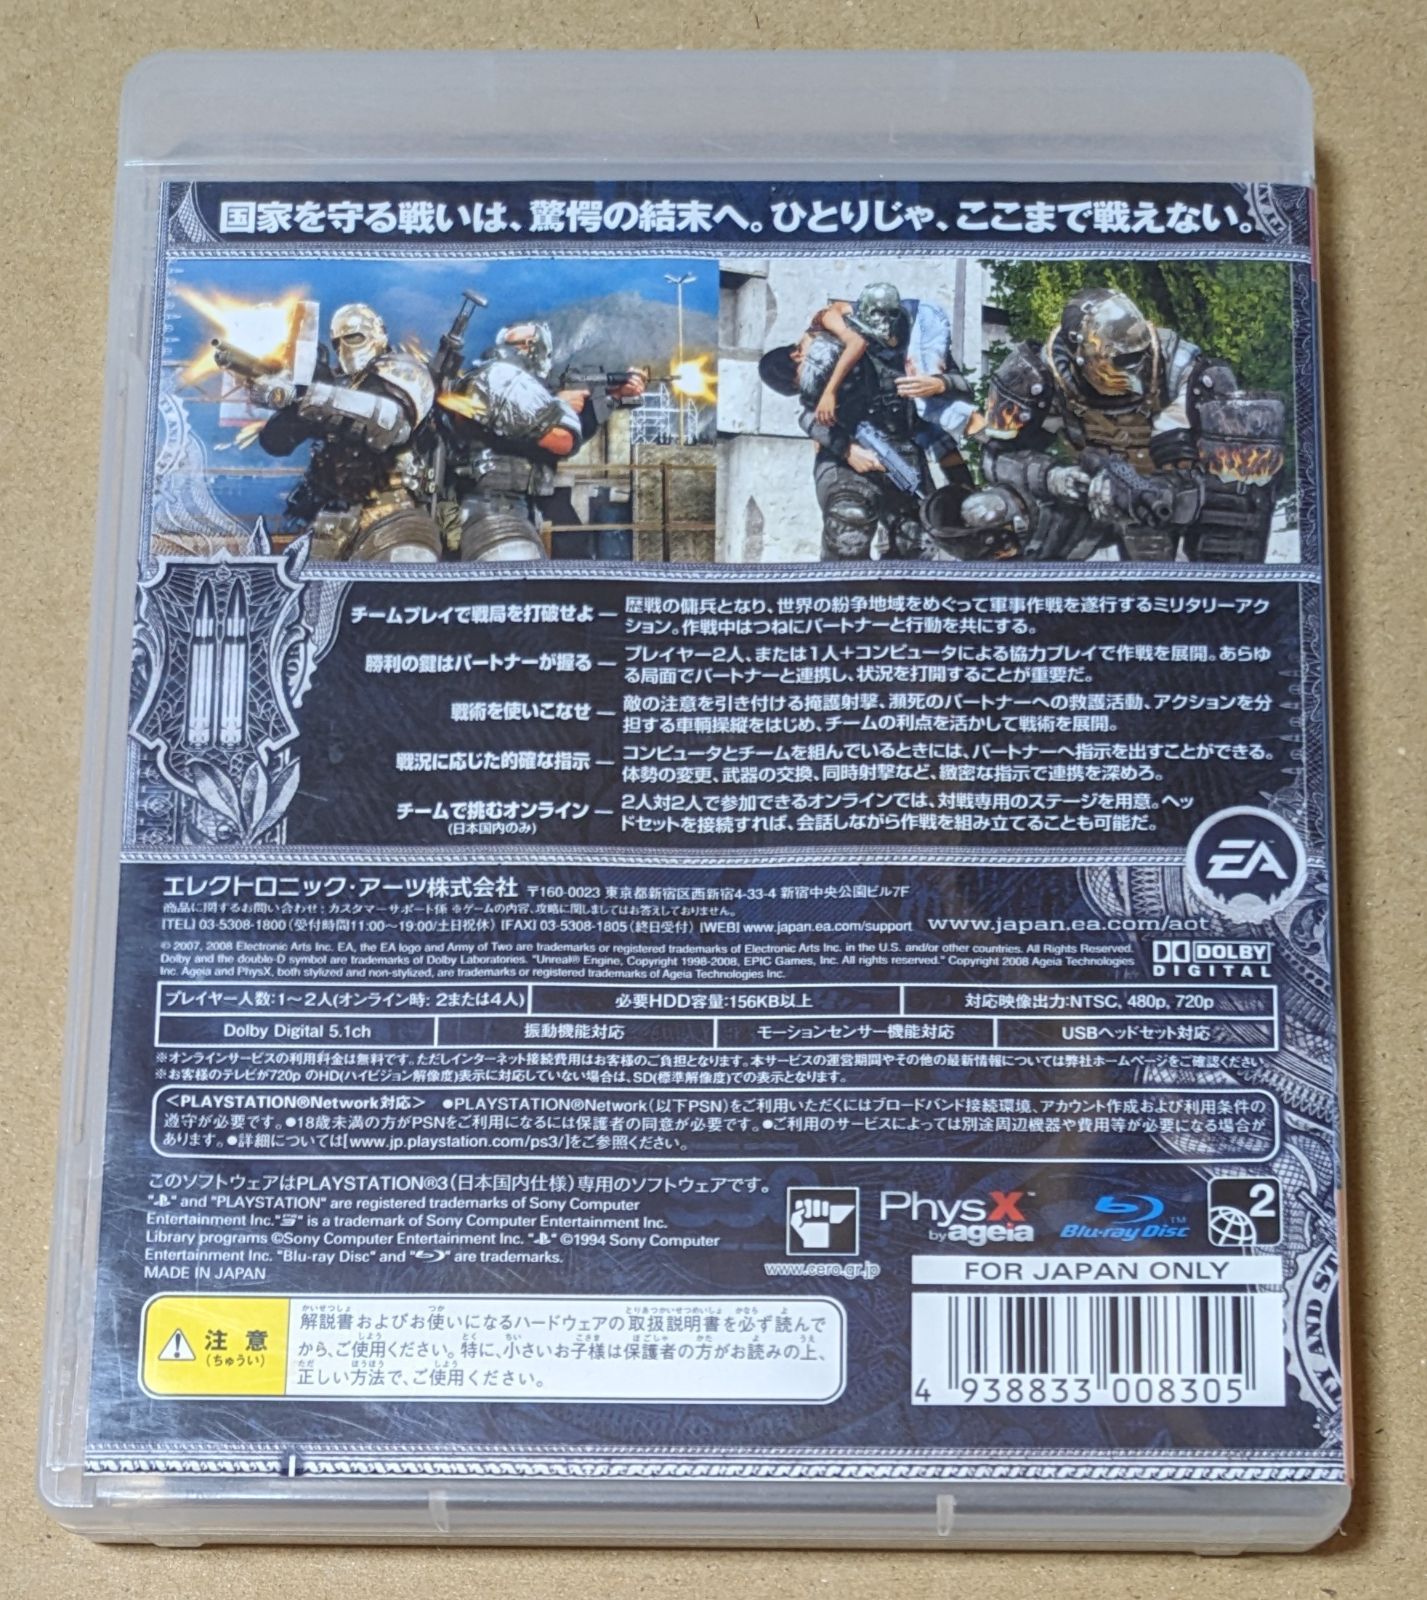 国家を守る戦いは、驚愕の結末へ。ひとりじゃ、ここまで戦えない。
チームプレイで戦局を打破せよ — 歴戦の傭兵となり、世界の紛争地域をめぐって軍事作戦を遂行するミリタリーアク
ション。作戦中はつねにパートナーと行動を共にする。
勝利の鍵はパートナーが握る — プレイヤー2人、または1人+コンピュータによる協力プレイで作戦を展開。あらゆ
る局面でパートナーと連携し、状況を打開することが重要だ。
戦術を使いこなせ — 敵の注意を引き付ける掩護射撃、瀕死のパートナーへの救護活動、アクションを分
担する車輌操縦をはじめ、チームの利点を活かして戦術を展開。
戦況に応じた的確な指示 — コンピュータとチームを組んでいるときには、パートナーへ指示を出すことができる。
体勢の変更、武器の交換、同時射撃など、緻密な指示で連携を深めろ。
チームで挑むオンライン — 2人対2人で参加できるオンラインでは、対戦専用のステージを用意。ヘッ
(日本国内のみ) ドセットを接続すれば、会話しながら作戦を組み立てることも可能だ。
EA
エレクトロニック・アーツ株式会社 〒160-0023 東京都新宿区西新宿4-33-4 新宿中央公園ビル7F
商品に関するお問い合わせ:カスタマーサポート係 ※ゲームの内容、攻略に関しましてはお答えしておりません。
[TEL] 03-5308-1800(受付時間11:00〜19:00/土日祝休) [FAX] 03-5308-1805(終日受付) [WEB] www.japan.ea.com/support www.japan.ea.com/aot
© 2007, 2008 Electronic Arts Inc. EA, the EA logo and Army of Two are trademarks or registered trademarks of Electronic Arts Inc. in the U.S. and/or other countries. All Rights Reserved.
Dolby and the double-D symbol are trademarks of Dolby Laboratories. "Unreal® Engine, Copyright 1998-2008, EPIC Games, Inc. All rights reserved." Copyright 2008 Ageia Technologies
Inc. Ageia and PhysX, both stylized and non-stylized, are trademarks or registered trademarks of Ageia Technologies Inc.
DOLBY
DIGITAL
プレイヤー人数:1〜2人(オンライン時: 2または4人) 必要HDD容量:156KB以上 対応映像出力:NTSC, 480p, 720p
Dolby Digital 5.1ch 振動機能対応 モーションセンサー機能対応 USBヘッドセット対応
※オンラインサービスの利用料金は無料です。ただしインターネット接続費用はお客様のご負担となります。本サービスの運営期間やその他の最新情報については弊社ホームページをご確認ください
※お客様のテレビが720p のHD(ハイビジョン解像度)表示に対応していない場合は、SD(標準解像度)での表示となります。
<PLAYSTATION®Network対応> ●PLAYSTATION®Network(以下PSN)をご利用いただくにはブロードバンド接続環境、アカウント作成および利用条件の
遵守が必要です。●18歳未満の方がPSNをご利用になるには保護者の同意が必要です。●ご利用のサービスによっては別途周辺機器や費用等が必要になる場合が
あります。●詳細については[www.jp.playstation.com/ps3/]をご参照ください。
このソフトウェアはPLAYSTATION®3(日本国内仕様)専用のソフトウェアです。
" " and "PLAYSTATION" are registered trademarks of Sony Computer
Entertainment Inc." " is a trademark of Sony Computer Entertainment Inc.
Library programs ©Sony Computer Entertainment Inc. " " ©1994 Sony Computer
Entertainment Inc. "Blu-ray Disc" and " " are trademarks.
MADE IN JAPAN
www.cero.gr.jp
PhysX™
by ageia
Blu-ray Disc™
2
FOR JAPAN ONLY
注意
(ちゅうい)
かいせつしょ つか とりあつかいせつめいしょ かなら よ
解説書およびお使いになるハードウェアの取扱説明書を必ず読んで
しよう とく ちい こさま ほごしゃ かた よ うえ
から、ご使用ください。特に、小さいお子様は保護者の方がお読みの上、
ただ ほうほう しよう
正しい方法で、ご使用ください。
4 938833 008305